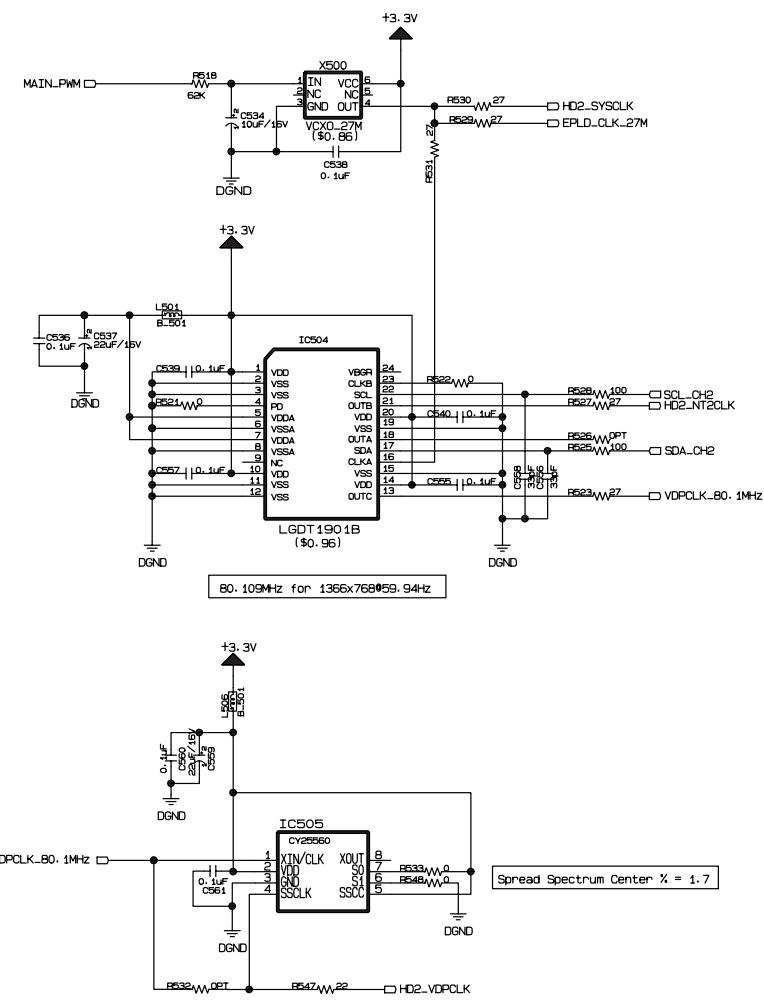 +3.3V
MAIN_PWM
R518
62K
X500
1 IN VCC 6
2 NC NC 5
3 GND OUT 4
VCXO_27M
($0.86)
C534
10uF/16V
C538
0.1uF
DGND
R530 27 HD2_SYSCLK
R529 27 EPLD_CLK_27M
R531 27
+3.3V
L501
B_501
C536
0.1uF
C537
22uF/16V
DGND
IC504
C539 0.1uF
R521 0
C557 0.1uF
1 VDD VBGR 24
2 VSS CLKB 23
3 VSS SCL 22
4 PD OUTB 21
5 VDDA VDD 20
6 VSSA VSS 19
7 VDDA OUTA 18
8 VSSA SDA 17
9 NC CLKA 16
10 VDD VSS 15
11 VSS VDD 14
12 VSS OUTC 13
R522 0
C540 0.1uF
C555 0.1uF
R528 100 SCL_CH2
R527 27 HD2_NT2CLK
R526 OPT
R525 100 SDA_CH2
C558 33pF
C556 33pF
R523 27 VDPCLK_80.1MHz
LGDT1901B
($0.96)
DGND
DGND
80.109MHz for 1366x768@59.94Hz
+3.3V
L506
B_501
0.1uF
C560
22uF/16V
C559
DGND
IC505
CY25560
DPCLK_80.1MHz
1 XIN/CLK XOUT 8
2 VDD S0 7
3 GND S1 6
4 SSCLK SSCC 5
R533 0
R548 0
0.1uF
C561
DGND
DGND
Spread Spectrum Center % = 1.7
R532 OPT
R547 22
HD2_VDPCLK